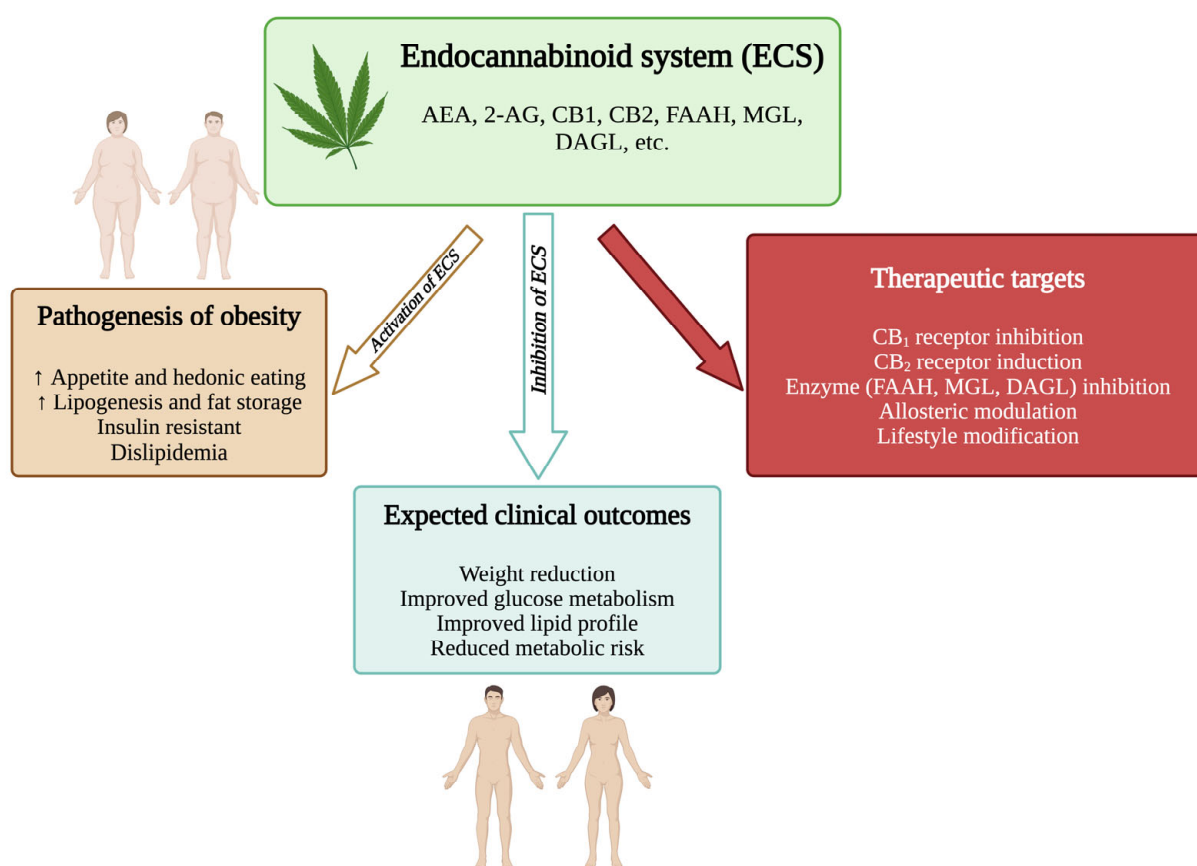 Endocannabinoid system (ECS)
AEA, 2-AG, CB1, CB2, FAAH, MGL,
DAGL, etc.
Activation of ECS
Inhibition of ECS
Pathogenesis of obesity
↑ Appetite and hedonic eating
↑ Lipogenesis and fat storage
Insulin resistant
Dislipidemia
Therapeutic targets
CB₁ receptor inhibition
CB₂ receptor induction
Enzyme (FAAH, MGL, DAGL) inhibition
Allosteric modulation
Lifestyle modification
Expected clinical outcomes
Weight reduction
Improved glucose metabolism
Improved lipid profile
Reduced metabolic risk